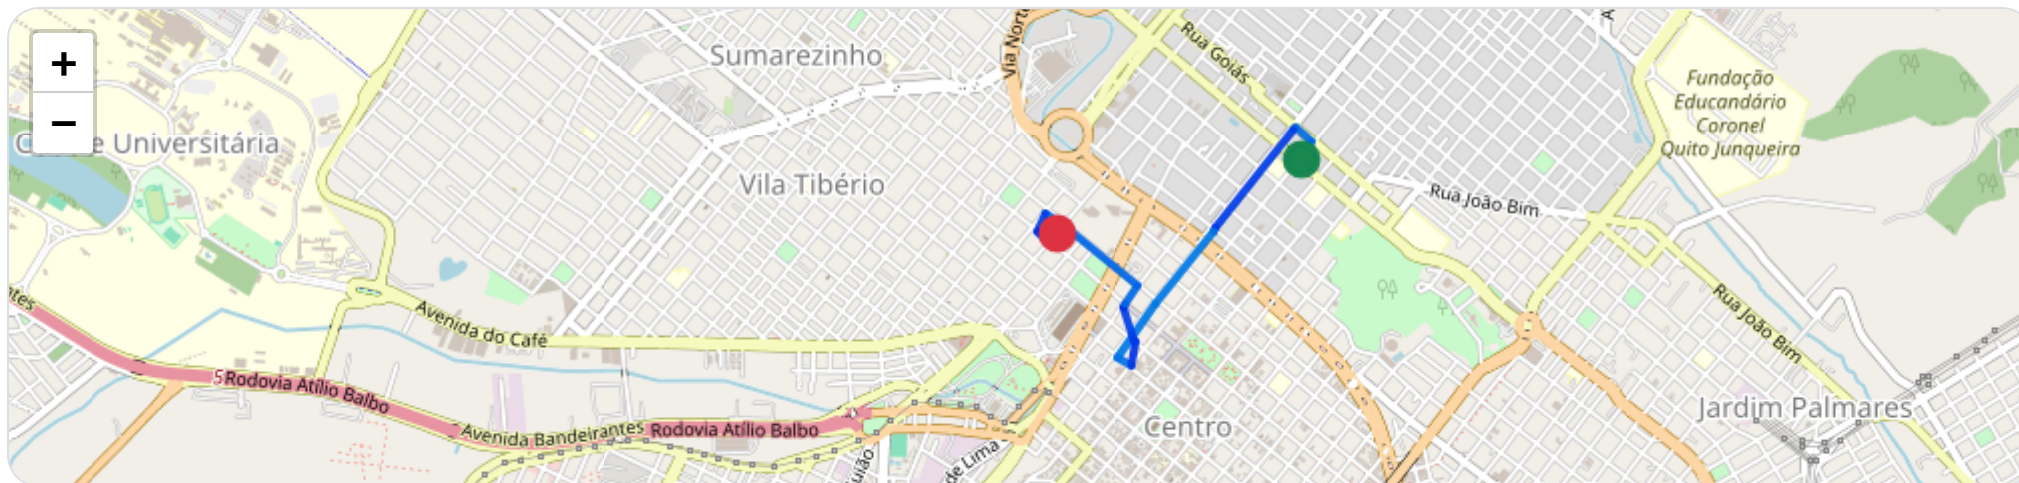 +
−
Sumarezinho
Via Norte
Rua Goiás
Fundação
Educandário
Coronel
Quito Junqueira
Universitária
Vila Tibério
Rua João Bim
Avenida do Café
Rua João Bim
Rodovia Atílio Balbo
Avenida Bandeirantes
Rodovia Atílio Balbo
Centro
Jardim Palmares
de Lima